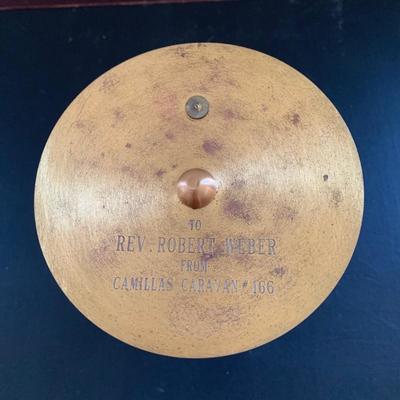 TO
REV. ROBERT WEBER
FROM
CAMILLAS CARAVAN # 166